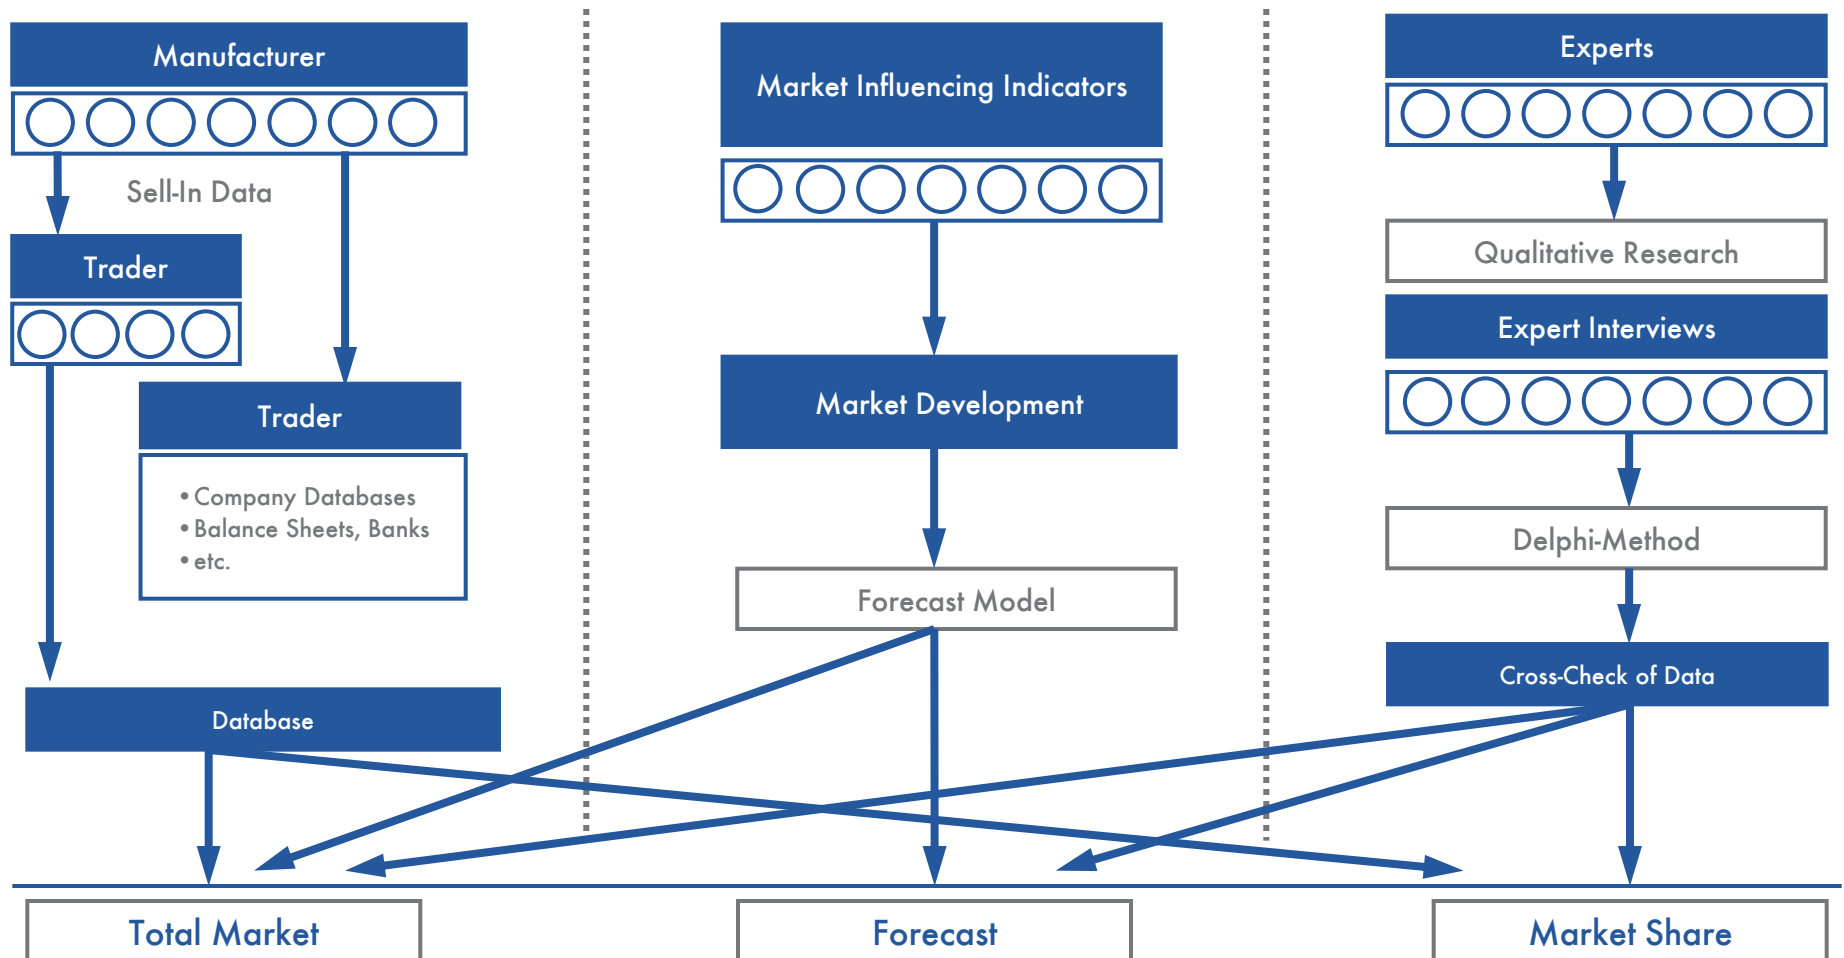 Manufacturer
Sell-In Data
Trader
Trader
• Company Databases
• Balance Sheets, Banks
• etc.
Database
Market Influencing Indicators
Market Development
Forecast Model
Experts
Qualitative Research
Expert Interviews
Delphi-Method
Cross-Check of Data
Total Market
Forecast
Market Share